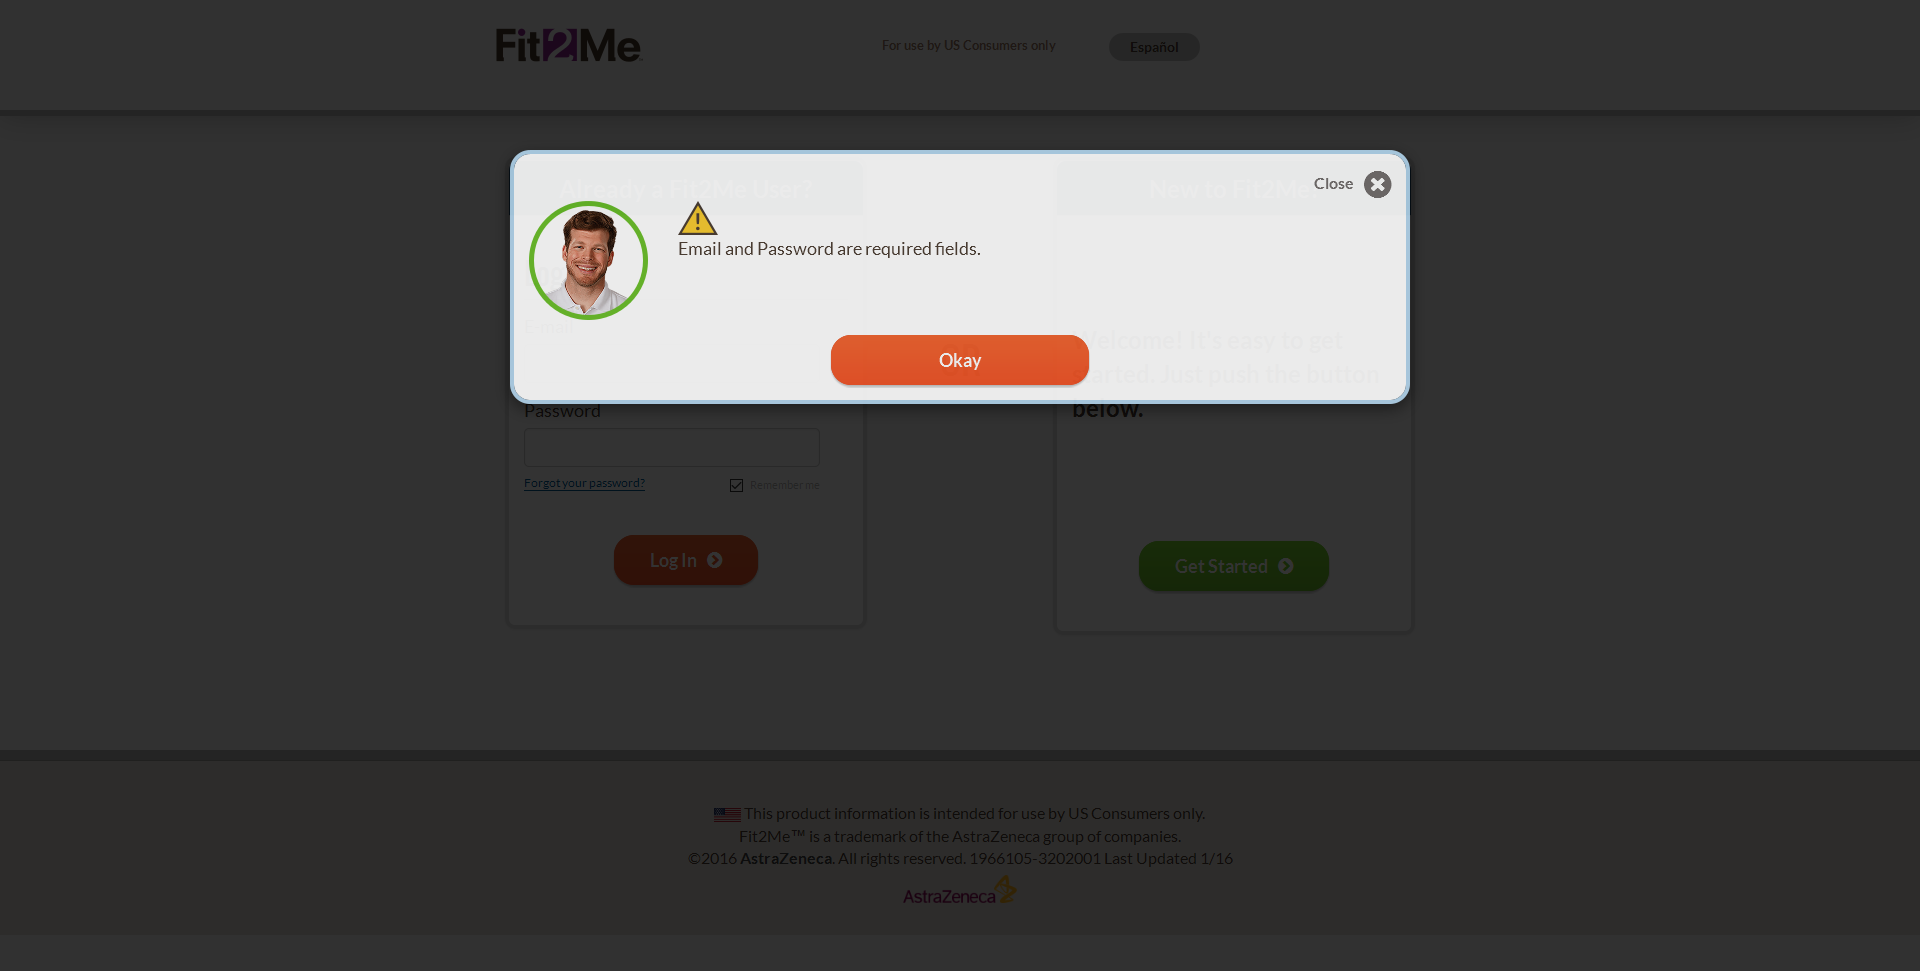 Fit2Me
For use by US Consumers only
Español
Already a Fit2Me User?
New to Fit2Me?
Close
Email and Password are required fields.
Email
Okay
OR
Welcome! It's easy to get
started. Just push the button
below.
Password
Forgot your password?
Remember me
Log In
Get Started
This product information is intended for use by US Consumers only.
Fit2Me™ is a trademark of the AstraZeneca group of companies.
©2016 AstraZeneca. All rights reserved. 1966105-3202001 Last Updated 1/16
AstraZeneca